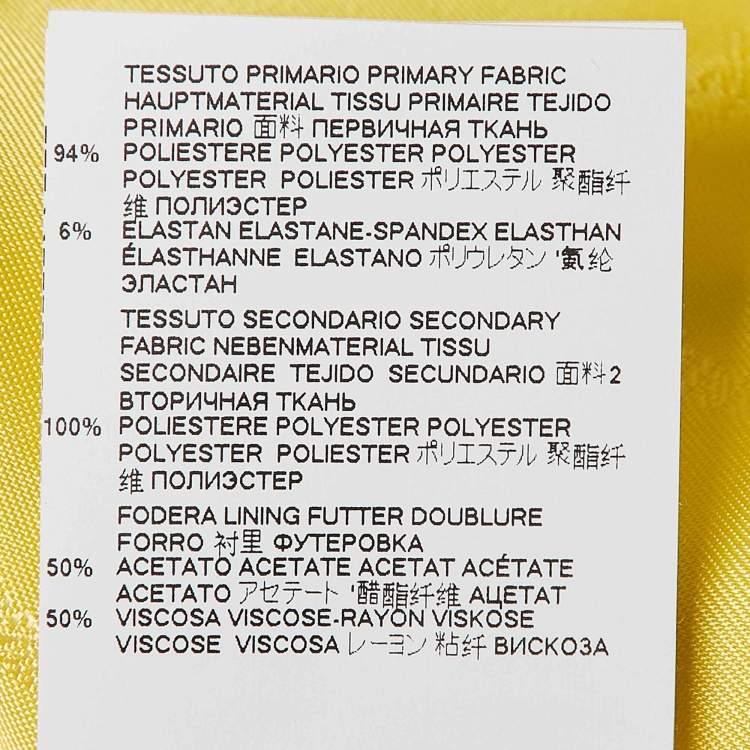 TESSUTO PRIMARIO PRIMARY FABRIC
HAUPTMATERIAL TISSU PRIMAIRE TEJIDO
PRIMARIO 面料 ПЕРВИЧНАЯ ТКАНЬ
94% POLIESTERE POLYESTER POLYESTER
POLYESTER POLIESTER ポリエステル 聚酯纤
维 ПОЛИЭСТЕР
6% ELASTAN ELASTANE-SPANDEX ELASTHAN
ÉLASTHANNE ELASTANO ポリウレタン '氨纶
ЭЛАСТАН
TESSUTO SECONDARIO SECONDARY
FABRIC NEBENMATERIAL TISSU
SECONDAIRE TEJIDO SECUNDARIO 面料2
ВТОРИЧНАЯ ТКАНЬ
100% POLIESTERE POLYESTER POLYESTER
POLYESTER POLIESTER ポリエステル 聚酯纤
维 ПОЛИЭСТЕР
FODERA LINING FUTTER DOUBLURE
FORRO 衬里 ФУТЕРОВКА
50% ACETATO ACETATE ACETAT ACÉTATE
ACETATO アセテート '醋酯纤维 АЦЕТАТ
50% VISCOSA VISCOSE-RAYON VISKOSE
VISCOSE VISCOSA レーヨン 粘纤 ВИСКОЗА